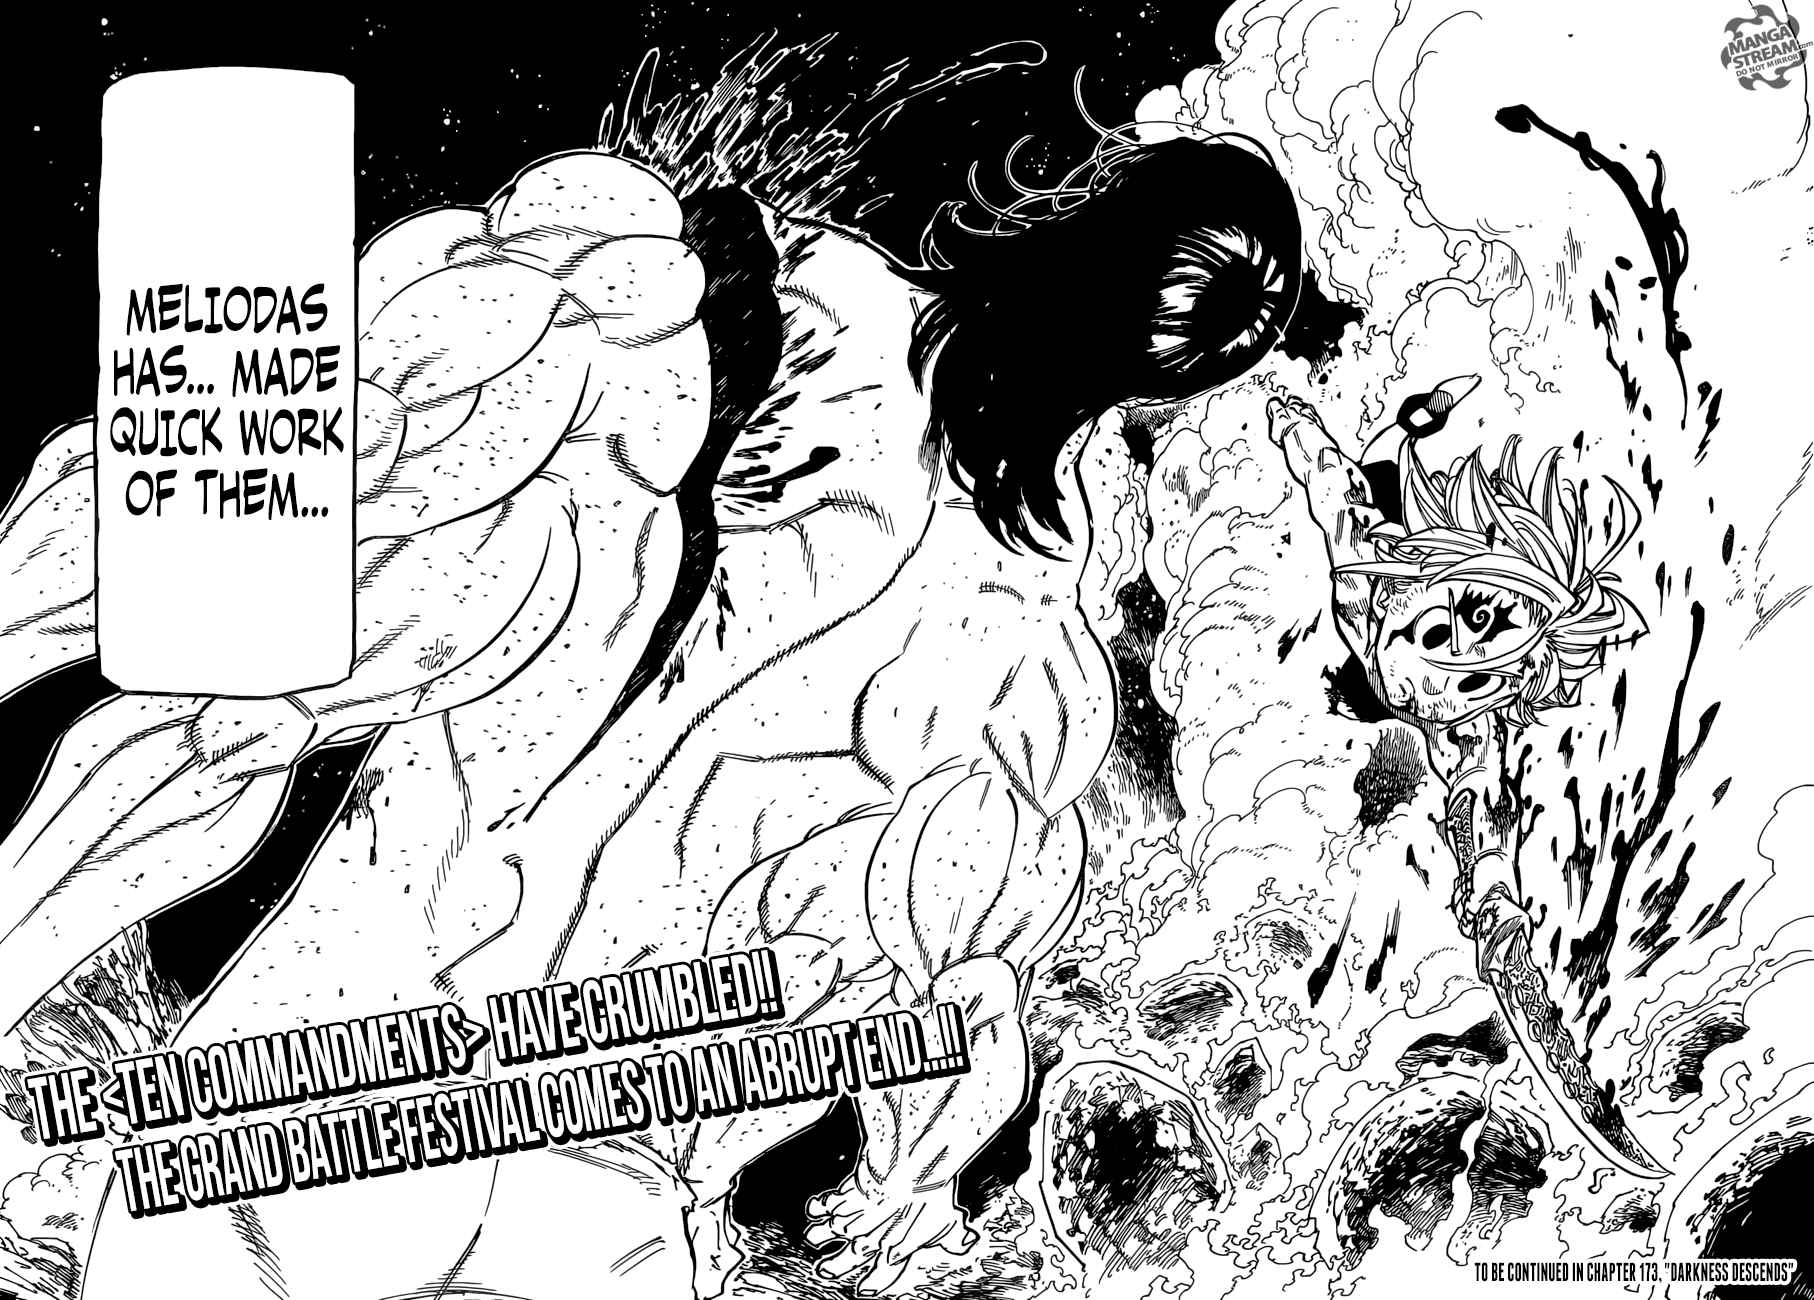 MANGA
STREAM.com
DO NOT MIRROR
MELIODAS
HAS... MADE
QUICK WORK
OF THEM...
THE <TEN COMMANDMENTS> HAVE CRUMBLED!!
THE GRAND BATTLE FESTIVAL COMES TO AN ABRUPT END...!!
TO BE CONTINUED IN CHAPTER 173, "DARKNESS DESCENDS"